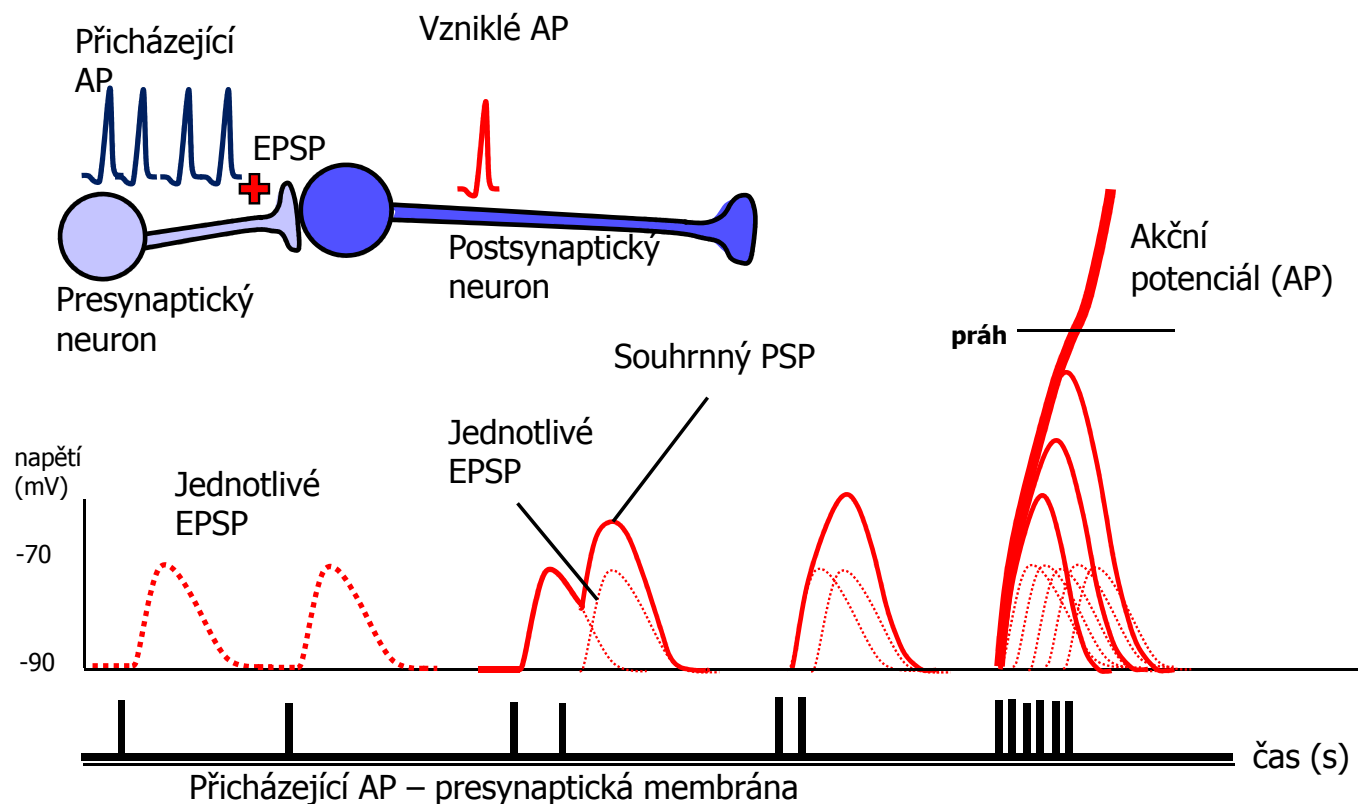 Přicházející
AP
Vzniklé AP
EPSP
Presynaptický
neuron
Postsynaptický
neuron
Akční
potenciál (AP)
práh
Souhrnný PSP
Jednotlivé
EPSP
napětí
(mV)
Jednotlivé
EPSP
-70
-90
čas (s)
Přicházející AP – presynaptická membrána